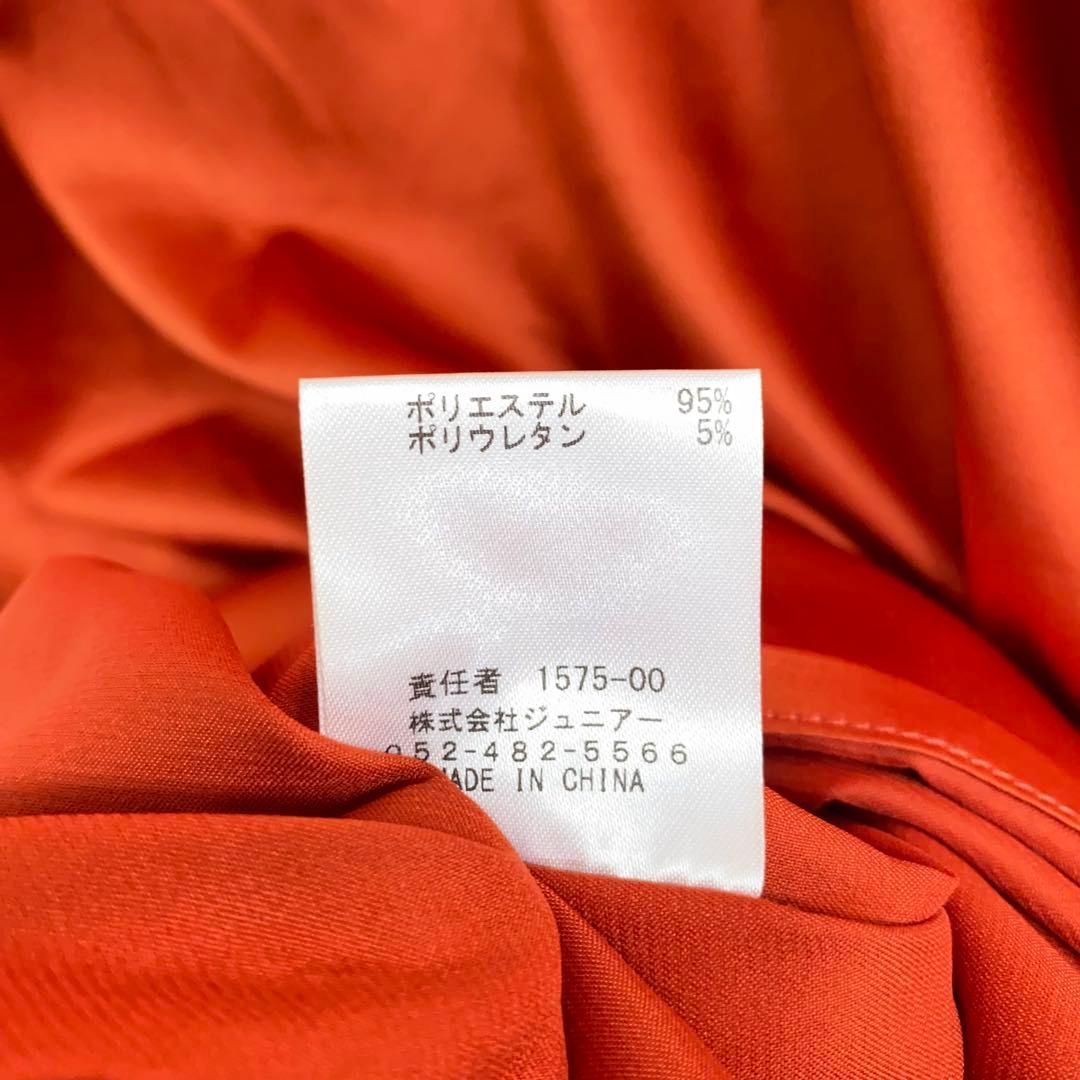 ポリエステル 95%
ポリウレタン 5%
責任者 1575-00
株式会社ジュニアー
052-482-5566
MADE IN CHINA